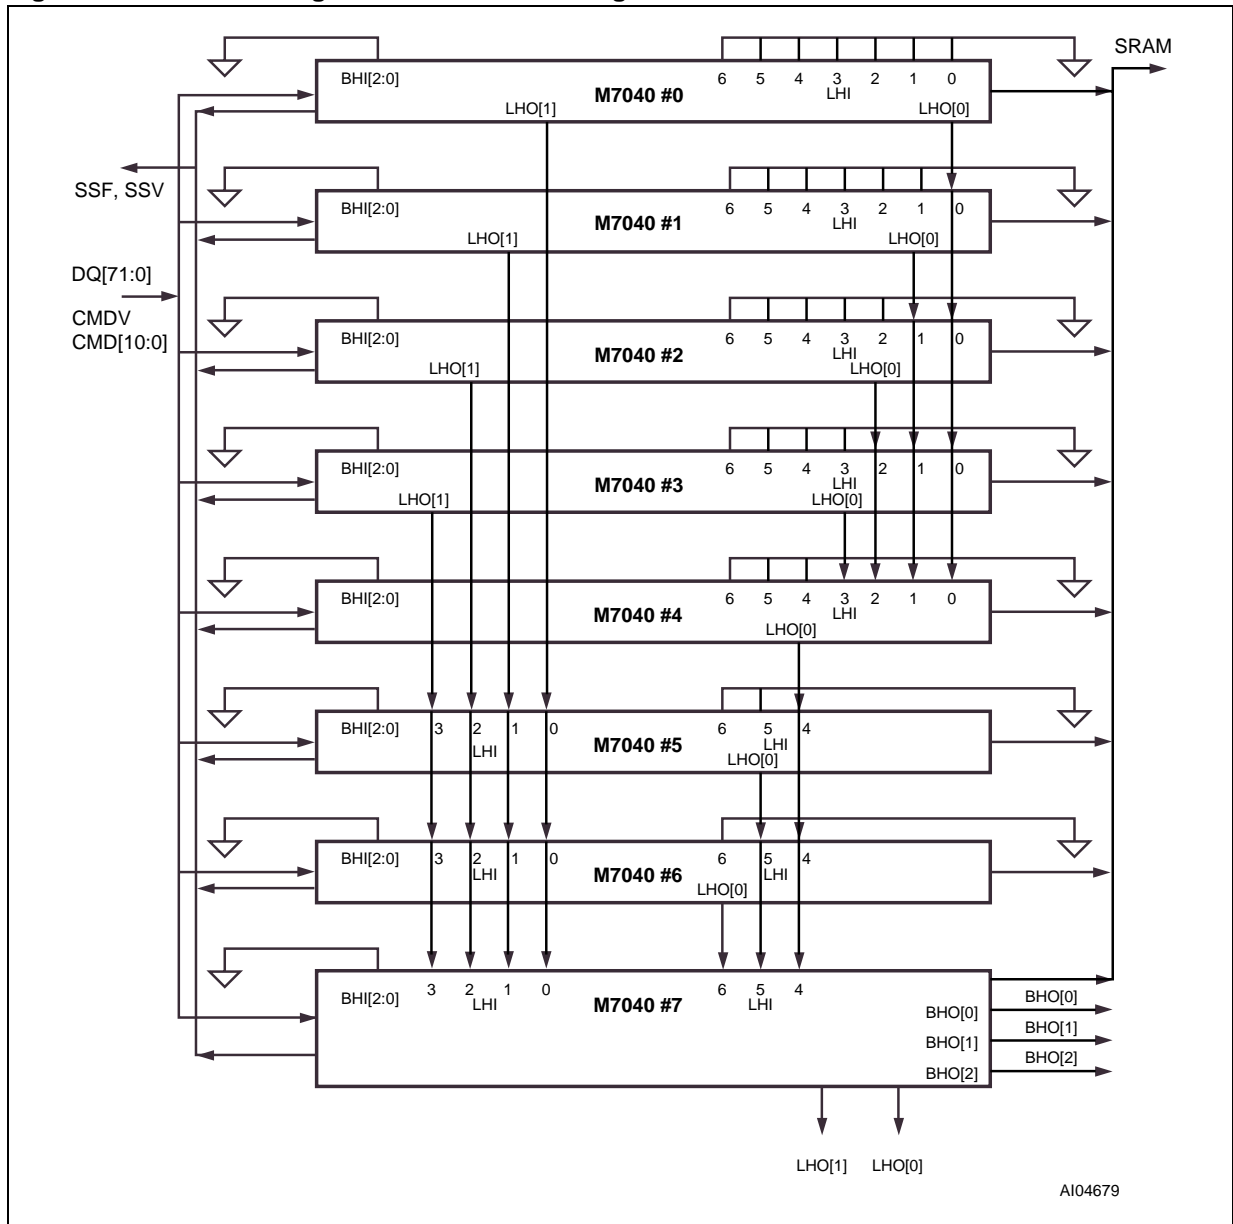 SRAM
BHI[2:0] 6 5 4 3 2 1 0
M7040 #0 LHI
LHO[1] LHO[0]
SSF, SSV
BHI[2:0] 6 5 4 3 2 1 0
M7040 #1 LHI
LHO[1] LHO[0]
DQ[71:0]
CMDV
CMD[10:0]
BHI[2:0] 6 5 4 3 2 1 0
M7040 #2 LHI
LHO[1] LHO[0]
BHI[2:0] 6 5 4 3 2 1 0
M7040 #3 LHI
LHO[1] LHO[0]
BHI[2:0] 6 5 4 3 2 1 0
M7040 #4 LHI
LHO[0]
BHI[2:0] 3 2 1 0 6 5 4
LHI M7040 #5 LHI
LHO[0]
BHI[2:0] 3 2 1 0 6 5 4
LHI M7040 #6 LHI
LHO[0]
BHI[2:0] 3 2 1 0 6 5 4
LHI M7040 #7 LHI
BHO[0] BHO[0]
BHO[1] BHO[1]
BHO[2] BHO[2]
LHO[1] LHO[0]
AI04679